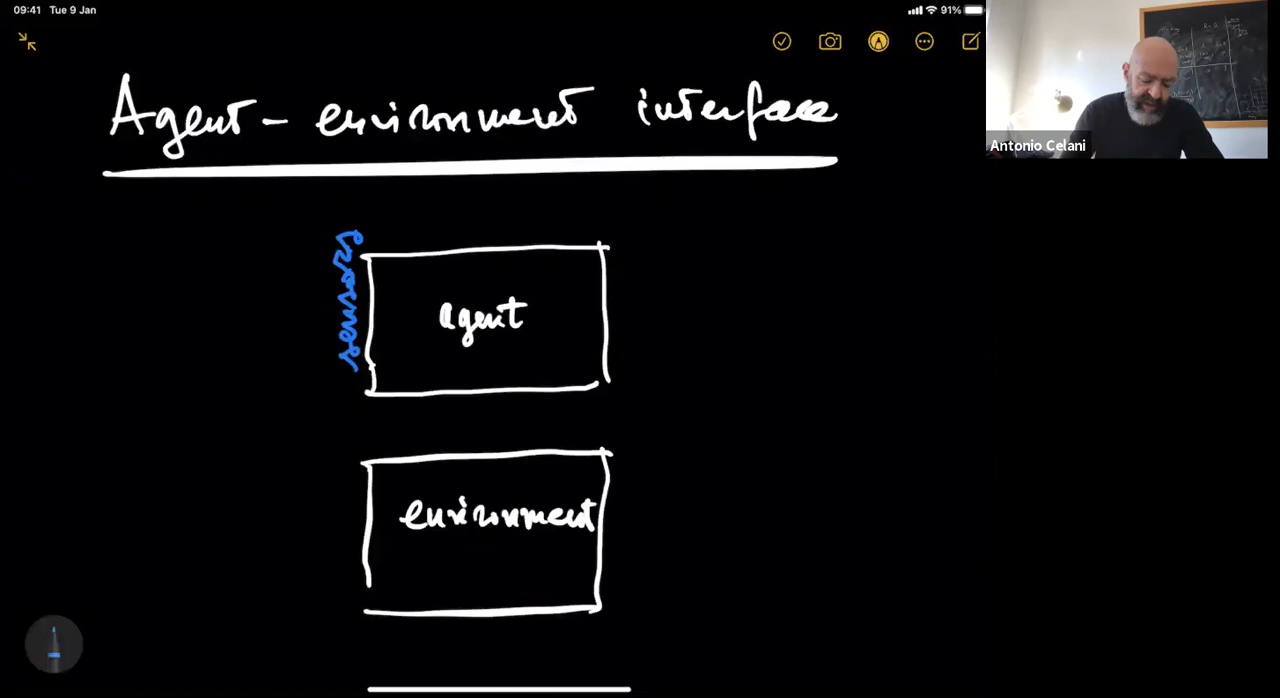 09:41 Tue 9 Jan
91%
Agent - environment interface
Antonio Celani
sensors
agent
environment